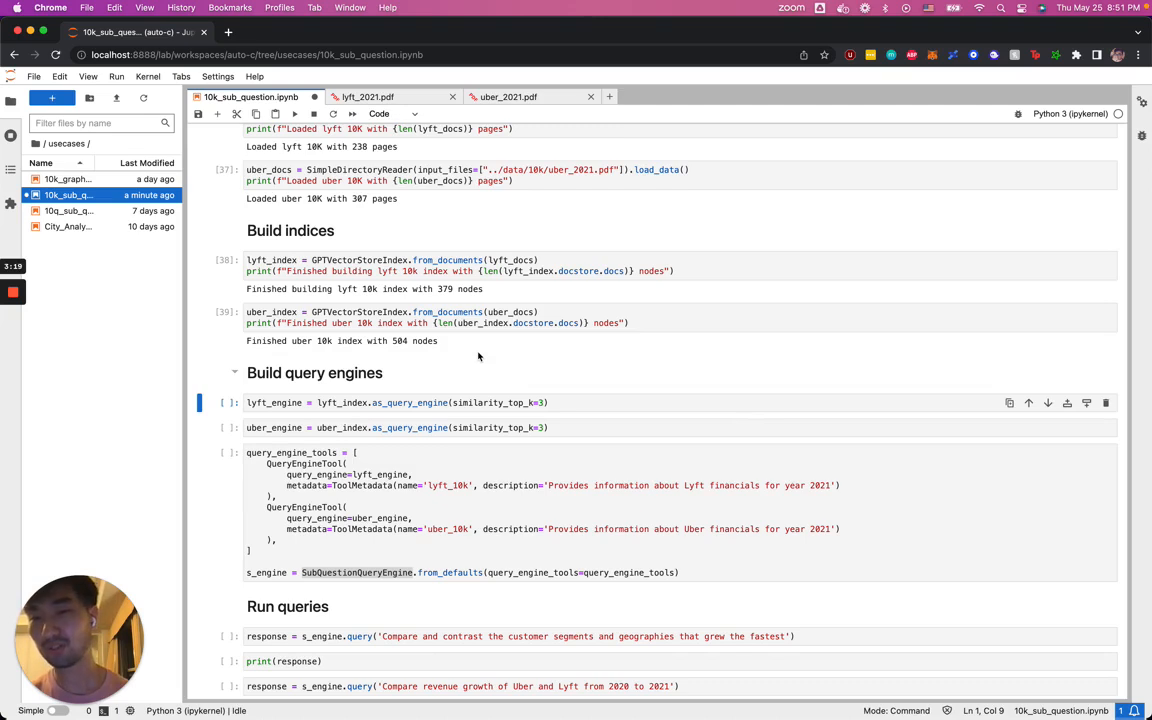 Chrome File Edit View History Bookmarks Profiles Tab Window Help zoom Thu May 25 8:51 PM
10k_sub_ques... (auto-c) - Jup
localhost:8888/lab/workspaces/auto-c/tree/usecases/10k_sub_question.ipynb
File Edit View Run Kernel Tabs Settings Help
10k_sub_question.ipynb lyft_2021.pdf uber_2021.pdf
Code Python 3 (ipykernel)
Filter files by name
/ usecases /
Name Last Modified
10k_graph... a day ago
10k_sub_q... a minute ago
10q_sub_q... 7 days ago
City_Analy... 10 days ago
3:19
print(f"Loaded lyft 10K with {len(lyft_docs)} pages")
Loaded lyft 10K with 238 pages
[37]: uber_docs = SimpleDirectoryReader(input_files=["../data/10k/uber_2021.pdf"]).load_data()
print(f"Loaded uber 10K with {len(uber_docs)} pages")
Loaded uber 10K with 307 pages
Build indices
[38]: lyft_index = GPTVectorStoreIndex.from_documents(lyft_docs)
print(f"Finished building lyft 10k index with {len(lyft_index.docstore.docs)} nodes")
Finished building lyft 10k index with 379 nodes
[39]: uber_index = GPTVectorStoreIndex.from_documents(uber_docs)
print(f"Finished uber 10k index with {len(uber_index.docstore.docs)} nodes")
Finished uber 10k index with 504 nodes
Build query engines
[ ]: lyft_engine = lyft_index.as_query_engine(similarity_top_k=3)
[ ]: uber_engine = uber_index.as_query_engine(similarity_top_k=3)
[ ]: query_engine_tools = [
QueryEngineTool(
query_engine=lyft_engine,
metadata=ToolMetadata(name='lyft_10k', description='Provides information about Lyft financials for year 2021')
),
QueryEngineTool(
query_engine=uber_engine,
metadata=ToolMetadata(name='uber_10k', description='Provides information about Uber financials for year 2021')
),
]
s_engine = SubQuestionQueryEngine.from_defaults(query_engine_tools=query_engine_tools)
Run queries
[ ]: response = s_engine.query('Compare and contrast the customer segments and geographies that grew the fastest')
[ ]: print(response)
[ ]: response = s_engine.query('Compare revenue growth of Uber and Lyft from 2020 to 2021')
Simple 0 1 Python 3 (ipykernel) | Idle Mode: Command Ln 1, Col 9 10k_sub_question.ipynb 1